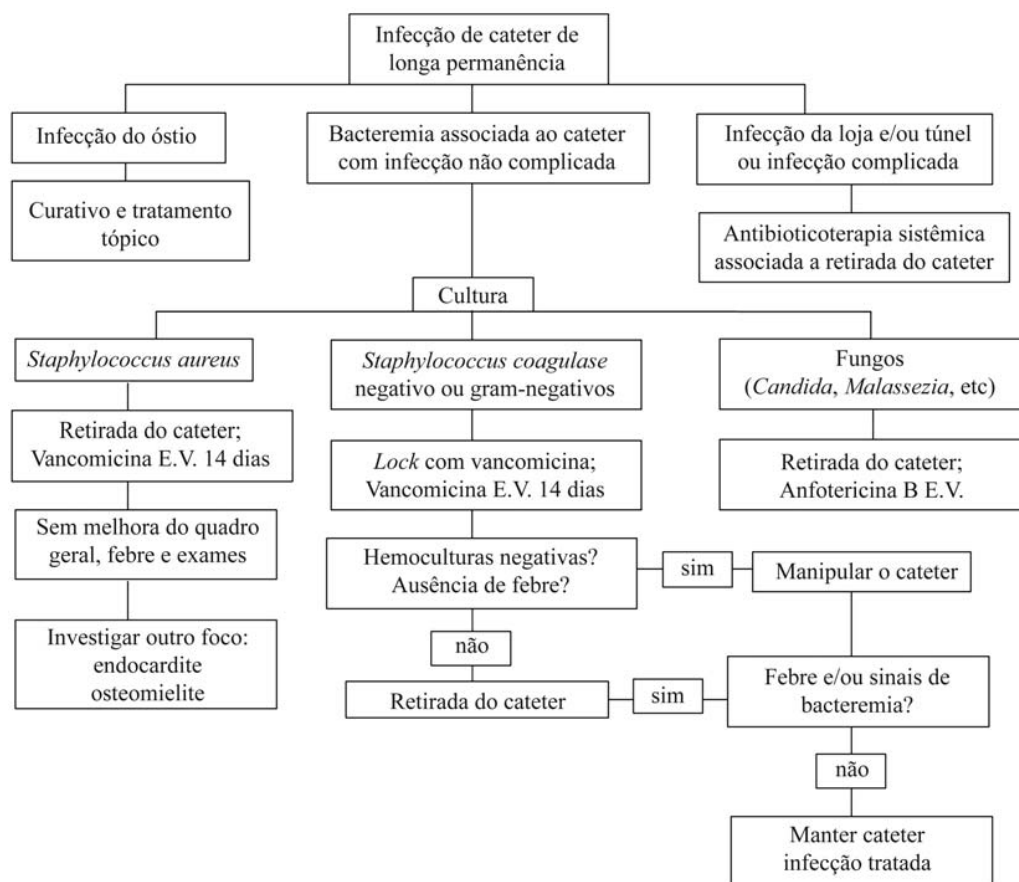 Infecção de cateter de
longa permanência
Infecção do óstio
Bacteremia associada ao cateter
com infecção não complicada
Infecção da loja e/ou túnel
ou infecção complicada
Curativo e tratamento
tópico
Antibioticoterapia sistêmica
associada a retirada do cateter
Cultura
Staphylococcus aureus
Staphylococcus coagulase
negativo ou gram-negativos
Fungos
(Candida, Malassezia, etc)
Retirada do cateter;
Vancomicina E.V. 14 dias
Lock com vancomicina;
Vancomicina E.V. 14 dias
Retirada do cateter;
Anfotericina B E.V.
Sem melhora do quadro
geral, febre e exames
Hemoculturas negativas?
Ausência de febre?
sim
Manipular o cateter
Investigar outro foco:
endocardite
osteomielite
não
Retirada do cateter
sim
Febre e/ou sinais de
bacteremia?
não
Manter cateter
infecção tratada